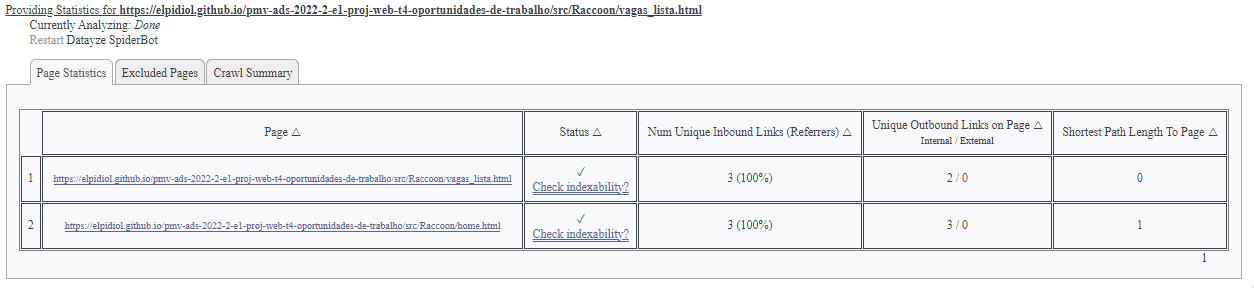 Providing Statistics for https://elpidiol.github.io/pmv-ads-2022-2-e1-proj-web-t4-oportunidades-de-trabalho/src/Raccoon/vagas_lista.html
Currently Analyzing: Done
Restart Datayze SpiderBot
Page Statistics Excluded Pages Crawl Summary
Page △ Status △ Num Unique Inbound Links (Referrers) △ Unique Outbound Links on Page △ Shortest Path Length To Page △
Internal / External
1 https://elpidiol.github.io/pmv-ads-2022-2-e1-proj-web-t4-oportunidades-de-trabalho/src/Raccoon/vagas_lista.html ✓ 3 (100%) 2 / 0 0
Check indexability?
2 https://elpidiol.github.io/pmv-ads-2022-2-e1-proj-web-t4-oportunidades-de-trabalho/src/Raccoon/home.html ✓ 3 (100%) 3 / 0 1
Check indexability?
1